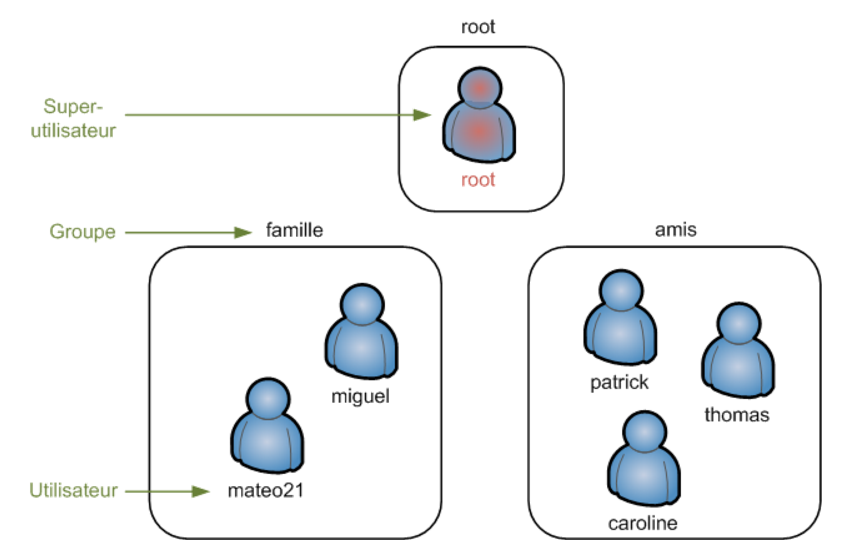 root
Super-
utilisateur
root
Groupe
famille
amis
miguel
patrick
thomas
Utilisateur
mateo21
caroline